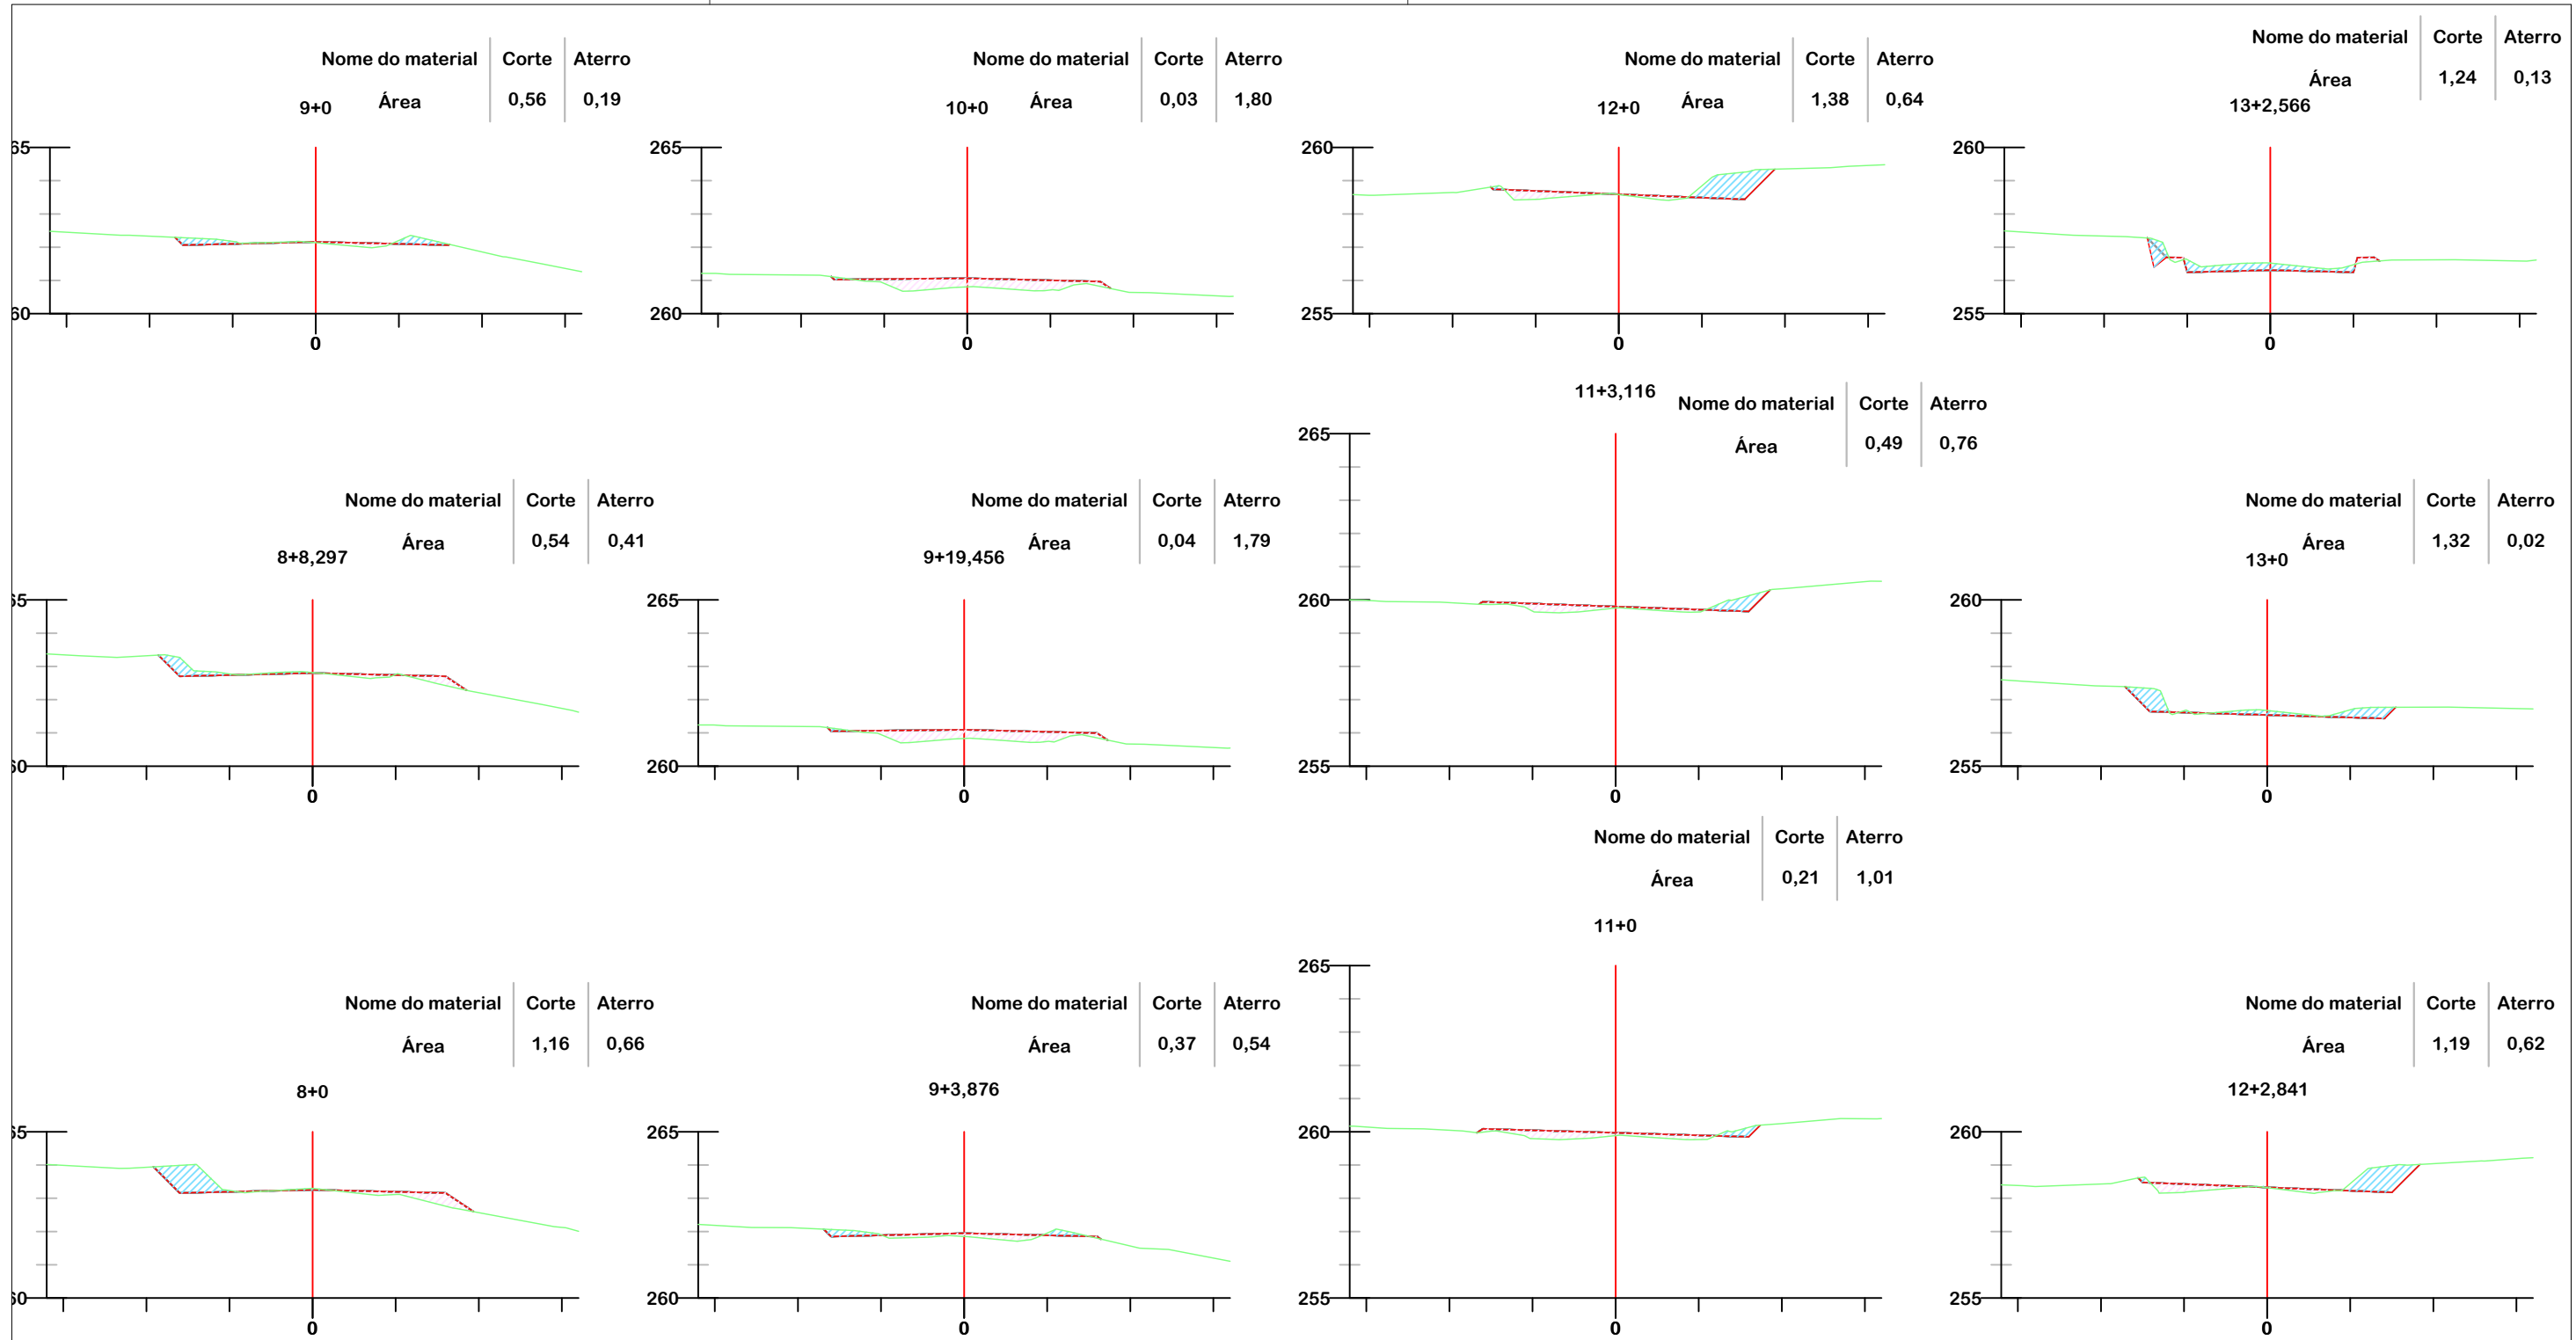 Nome do material Corte Aterro
Área 0,56 0,19
9+0
65
60
0
Nome do material Corte Aterro
Área 0,03 1,80
10+0
265
260
0
Nome do material Corte Aterro
Área 1,38 0,64
12+0
260
255
0
Nome do material Corte Aterro
Área 1,24 0,13
13+2,566
260
255
0
Nome do material Corte Aterro
Área 0,54 0,41
8+8,297
65
60
0
Nome do material Corte Aterro
Área 0,04 1,79
9+19,456
265
260
0
11+3,116
Nome do material Corte Aterro
Área 0,49 0,76
265
260
255
0
Nome do material Corte Aterro
Área 1,32 0,02
13+0
260
255
0
Nome do material Corte Aterro
Área 1,16 0,66
8+0
65
60
0
Nome do material Corte Aterro
Área 0,37 0,54
9+3,876
265
260
0
Nome do material Corte Aterro
Área 0,21 1,01
11+0
265
260
255
0
Nome do material Corte Aterro
Área 1,19 0,62
12+2,841
260
255
0